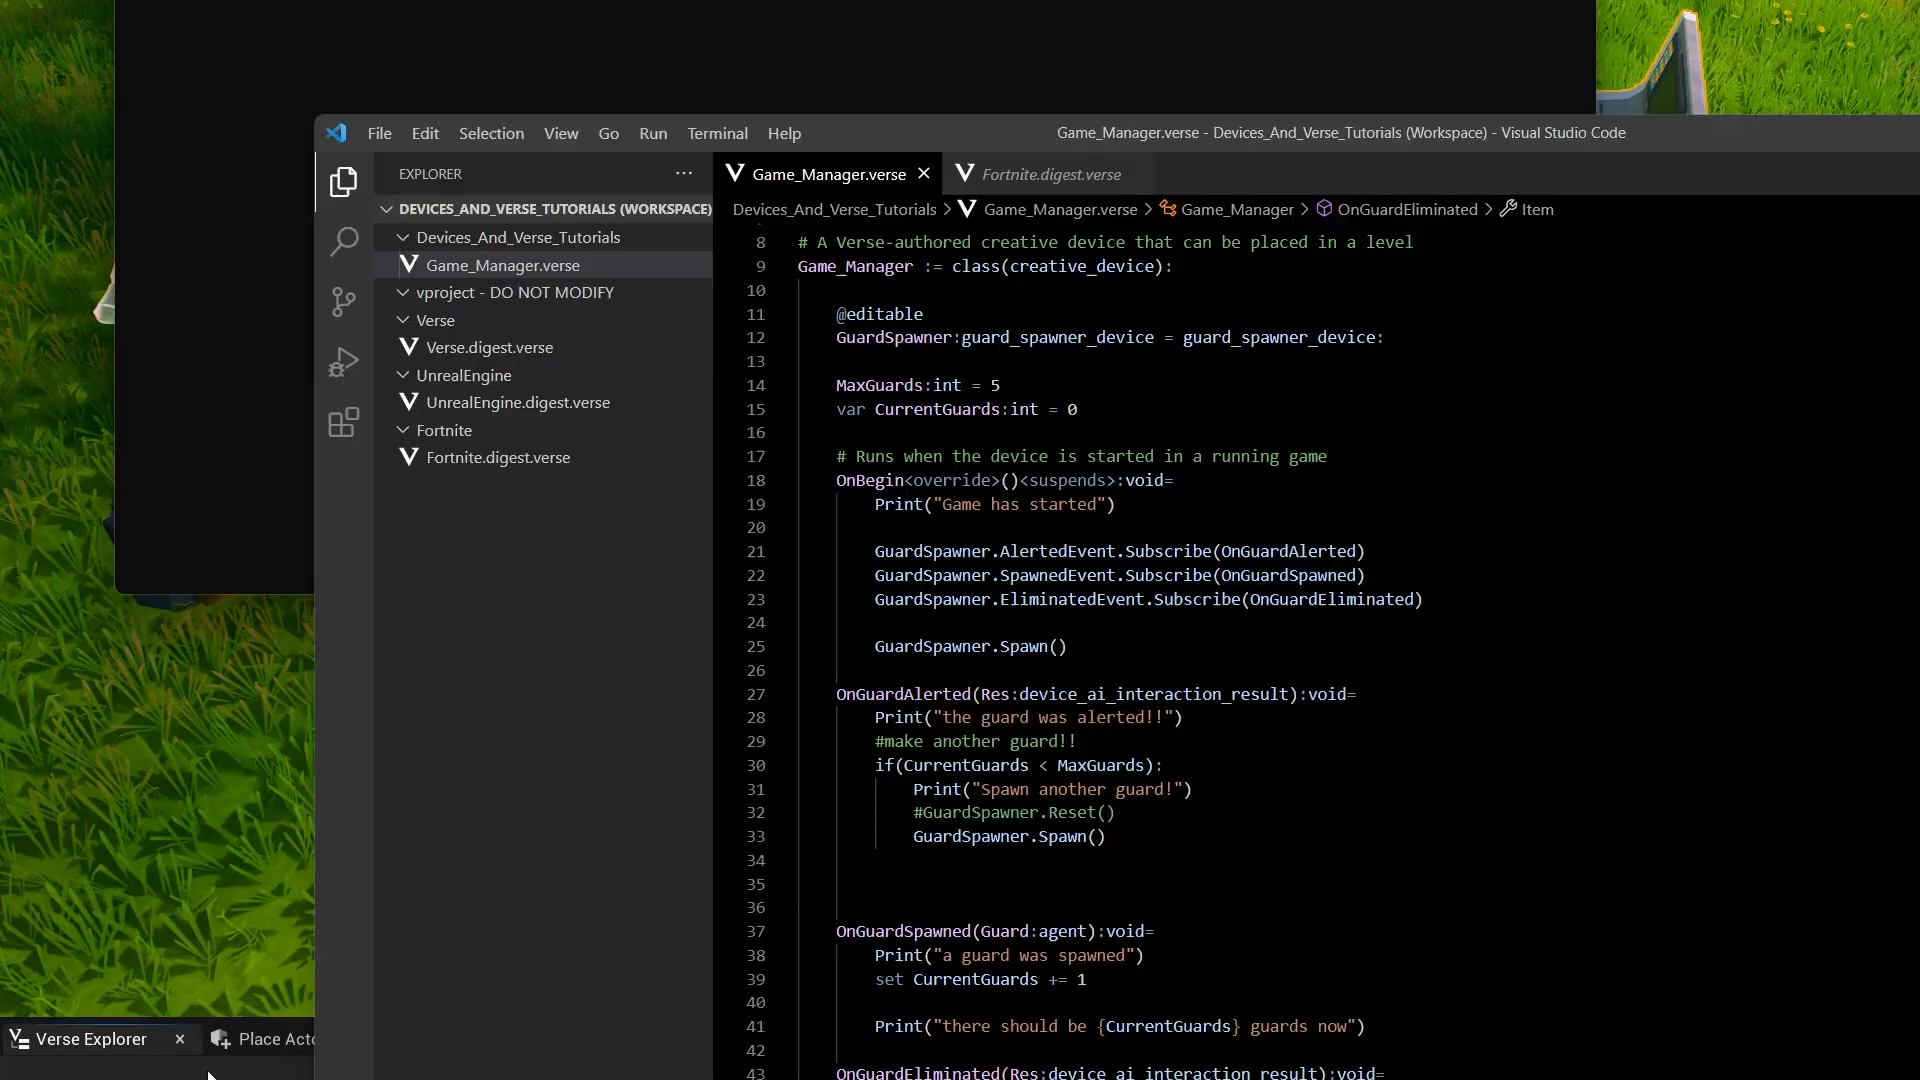 File Edit Selection View Go Run Terminal Help
Game_Manager.verse - Devices_And_Verse_Tutorials (Workspace) - Visual Studio Code
EXPLORER
Game_Manager.verse
Fortnite.digest.verse
DEVICES_AND_VERSE_TUTORIALS (WORKSPACE)
Devices_And_Verse_Tutorials
Game_Manager.verse
vproject - DO NOT MODIFY
Verse
Verse.digest.verse
UnrealEngine
UnrealEngine.digest.verse
Fortnite
Fortnite.digest.verse
Devices_And_Verse_Tutorials > Game_Manager.verse > Game_Manager > OnGuardEliminated > Item
8 # A Verse-authored creative device that can be placed in a level
9 Game_Manager := class(creative_device):
10
11 @editable
12 GuardSpawner:guard_spawner_device = guard_spawner_device:
13
14 MaxGuards:int = 5
15 var CurrentGuards:int = 0
16
17 # Runs when the device is started in a running game
18 OnBegin<override>()<suspends>:void=
19 Print("Game has started")
20
21 GuardSpawner.AlertedEvent.Subscribe(OnGuardAlerted)
22 GuardSpawner.SpawnedEvent.Subscribe(OnGuardSpawned)
23 GuardSpawner.EliminatedEvent.Subscribe(OnGuardEliminated)
24
25 GuardSpawner.Spawn()
26
27 OnGuardAlerted(Res:device_ai_interaction_result):void=
28 Print("the guard was alerted!!")
29 #make another guard!!
30 if(CurrentGuards < MaxGuards):
31 Print("Spawn another guard!")
32 #GuardSpawner.Reset()
33 GuardSpawner.Spawn()
34
35
36
37 OnGuardSpawned(Guard:agent):void=
38 Print("a guard was spawned")
39 set CurrentGuards += 1
40
41 Print("there should be {CurrentGuards} guards now")
42
43 OnGuardEliminated(Res:device_ai_interaction_result):void=
Verse Explorer
Place Acto